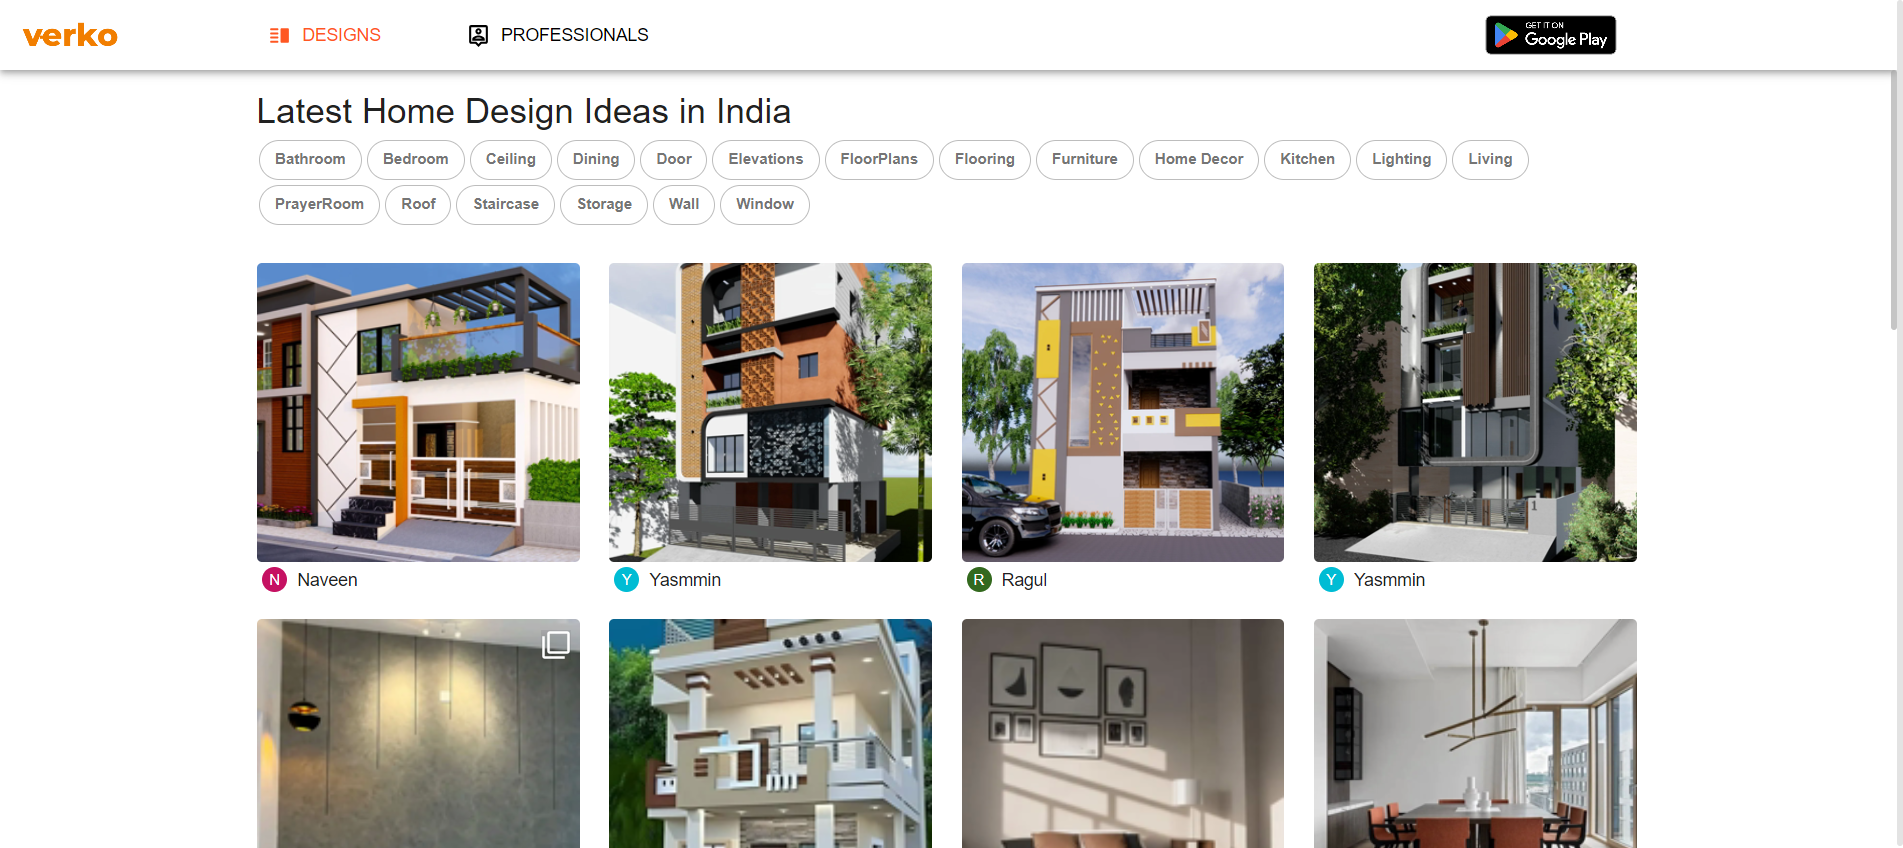 verko
DESIGNS
PROFESSIONALS
GET IT ON
Google Play
Latest Home Design Ideas in India
Bathroom
Bedroom
Ceiling
Dining
Door
Elevations
FloorPlans
Flooring
Furniture
Home Decor
Kitchen
Lighting
Living
PrayerRoom
Roof
Staircase
Storage
Wall
Window
1
N Naveen
Y Yasmmin
R Ragul
Y Yasmmin